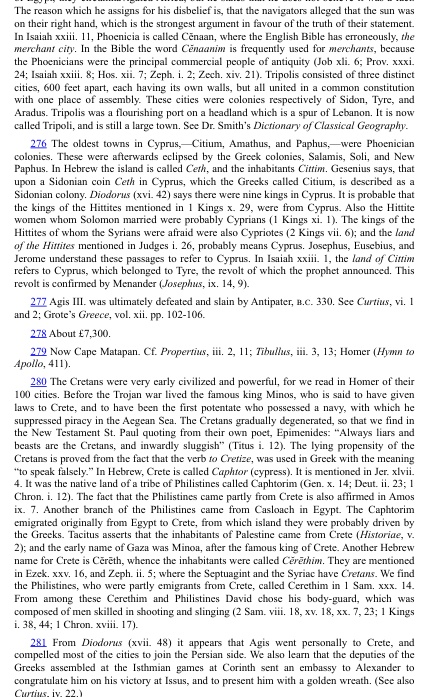 The reason which he assigns for his disbelief is, that the navigators alleged that the sun was
on their right hand, which is the strongest argument in favour of the truth of their statement.
In Isaiah xxiii. 11, Phoenicia is called Cĕnaan, where the English Bible has erroneously, the
merchant city. In the Bible the word Cĕnaanim is frequently used for merchants, because
the Phoenicians were the principal commercial people of antiquity (Job xli. 6; Prov. xxxi.
24; Isaiah xxiii. 8; Hos. xii. 7; Zeph. i. 2; Zech. xiv. 21). Tripolis consisted of three distinct
cities, 600 feet apart, each having its own walls, but all united in a common constitution
with one place of assembly. These cities were colonies respectively of Sidon, Tyre, and
Aradus. Tripolis was a flourishing port on a headland which is a spur of Lebanon. It is now
called Tripoli, and is still a large town. See Dr. Smith's Dictionary of Classical Geography.
276 The oldest towns in Cyprus,—Citium, Amathus, and Paphus,—were Phoenician
colonies. These were afterwards eclipsed by the Greek colonies, Salamis, Soli, and New
Paphus. In Hebrew the island is called Ceth, and the inhabitants Cittim. Gesenius says, that
upon a Sidonian coin Ceth in Cyprus, which the Greeks called Citium, is described as a
Sidonian colony. Diodorus (xvi. 42) says there were nine kings in Cyprus. It is probable that
the kings of the Hittites mentioned in 1 Kings x. 29, were from Cyprus. Also the Hittite
women whom Solomon married were probably Cyprians (1 Kings xi. 1). The kings of the
Hittites of whom the Syrians were afraid were also Cypriotes (2 Kings vii. 6); and the land
of the Hittites mentioned in Judges i. 26, probably means Cyprus. Josephus, Eusebius, and
Jerome understand these passages to refer to Cyprus. In Isaiah xxiii. 1, the land of Cittim
refers to Cyprus, which belonged to Tyre, the revolt of which the prophet announced. This
revolt is confirmed by Menander (Josephus, ix. 14, 9).
277 Agis III. was ultimately defeated and slain by Antipater, B.C. 330. See Curtius, vi. 1
and 2; Grote's Greece, vol. xii. pp. 102-106.
278 About £7,300.
279 Now Cape Matapan. Cf. Propertius, iii. 2, 11; Tibullus, iii. 3, 13; Homer (Hymn to
Apollo, 411).
280 The Cretans were very early civilized and powerful, for we read in Homer of their
100 cities. Before the Trojan war lived the famous king Minos, who is said to have given
laws to Crete, and to have been the first potentate who possessed a navy, with which he
suppressed piracy in the Aegean Sea. The Cretans gradually degenerated, so that we find in
the New Testament St. Paul quoting from their own poet, Epimenides: “Always liars and
beasts are the Cretans, and inwardly sluggish” (Titus i. 12). The lying propensity of the
Cretans is proved from the fact that the verb to Cretize, was used in Greek with the meaning
“to speak falsely.” In Hebrew, Crete is called Caphtor (cypress). It is mentioned in Jer. xlvii.
4. It was the native land of a tribe of Philistines called Caphtorim (Gen. x. 14; Deut. ii. 23; 1
Chron. i. 12). The fact that the Philistines came partly from Crete is also affirmed in Amos
ix. 7. Another branch of the Philistines came from Casloach in Egypt. The Caphtorim
emigrated originally from Egypt to Crete, from which island they were probably driven by
the Greeks. Tacitus asserts that the inhabitants of Palestine came from Crete (Historiae, v.
2); and the early name of Gaza was Minoa, after the famous king of Crete. Another Hebrew
name for Crete is Cĕrēth, whence the inhabitants were called Cĕrēthim. They are mentioned
in Ezek. xxv, 16, and Zeph. i. 5; where the Septuagint and the Syriac have Cretans. We find
the Philistines, who were partly emigrants from Crete, called Cerethim in 1 Sam. xxx. 14.
From among these Cerethim and Philistines David chose his body-guard, which was
composed of men skilled in shooting and slinging (2 Sam. viii. 18, xv. 18, xx. 7, 23; 1 Kings
i. 38, 44; 1 Chron. xviii. 17).
281 From Diodorus (xvii. 48) it appears that Agis went personally to Crete, and
compelled most of the cities to join the Persian side. We also learn that the deputies of the
Greeks assembled at the Isthmian games at Corinth sent an embassy to Alexander to
congratulate him on his victory at Issus, and to present him with a golden wreath. (See also
Curtius, iv. 22.)